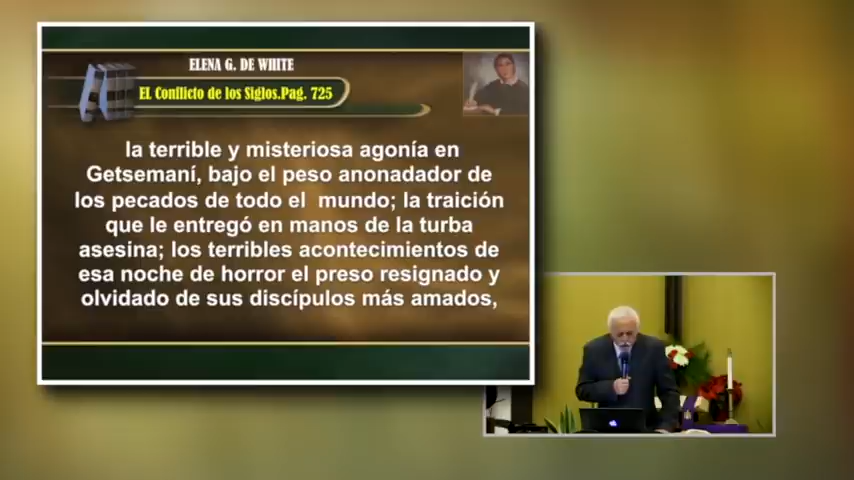 ELENA G. DE WHITE
EL Conflicto de los Siglos.Pag. 725
la terrible y misteriosa agonía en
Getsemaní, bajo el peso anonadador de
los pecados de todo el  mundo; la traición
que le entregó en manos de la turba
asesina; los terribles acontecimientos de
esa noche de horror el preso resignado y
olvidado de sus discípulos más amados,